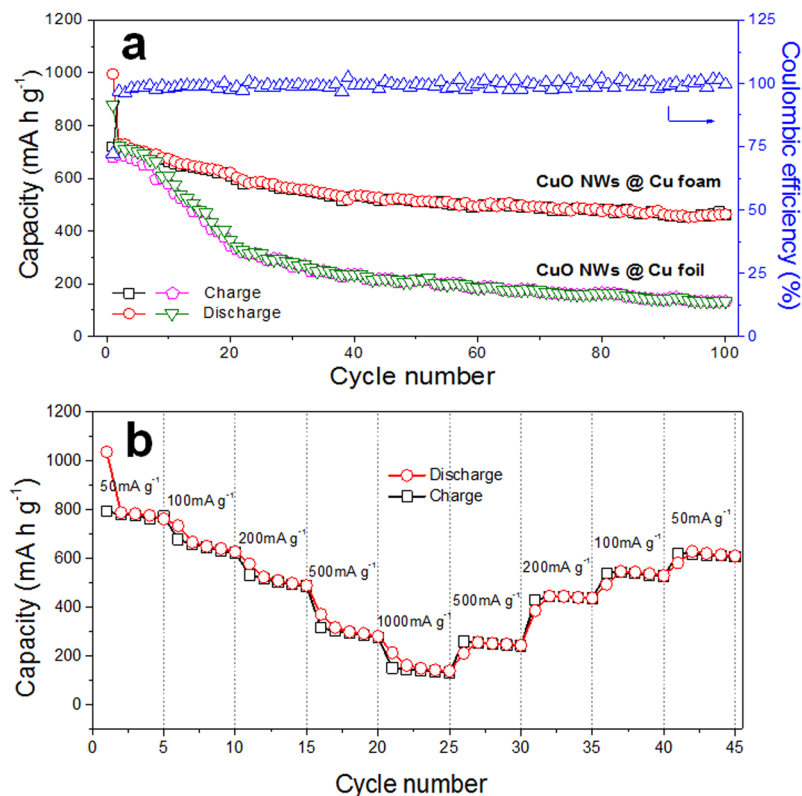 a
1200
1000
800
600
400
200
0
Capacity (mA h g⁻¹)
125
100
75
50
25
0
Coulombic efficiency (%)
CuO NWs @ Cu foam
CuO NWs @ Cu foil
Charge
Discharge
0 20 40 60 80 100
Cycle number
b
1200
1000
800
600
400
200
0
Capacity (mA h g⁻¹)
Discharge
Charge
50mA g⁻¹
100mA g⁻¹
200mA g⁻¹
500mA g⁻¹
1000mA g⁻¹
500mA g⁻¹
200mA g⁻¹
100mA g⁻¹
50mA g⁻¹
0 5 10 15 20 25 30 35 40 45
Cycle number